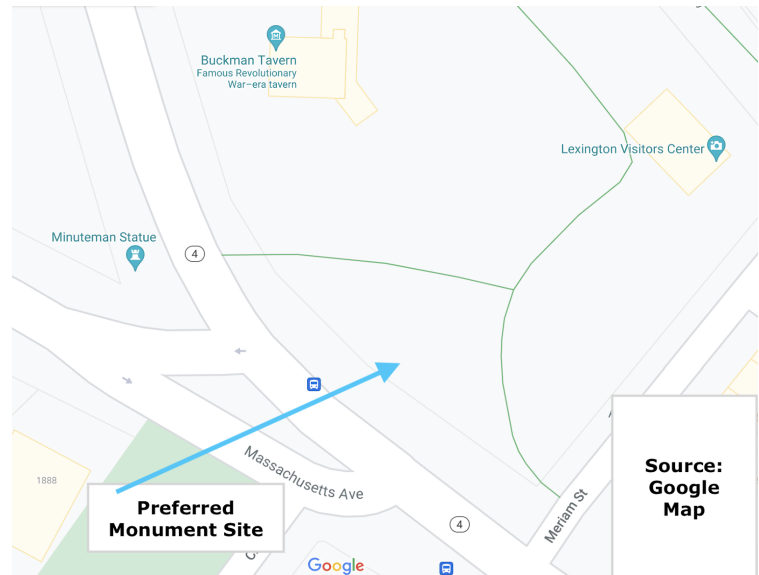 Buckman Tavern
Famous Revolutionary
War-era tavern
Lexington Visitors Center
Minuteman Statue
4
1888
Massachusetts Ave
Preferred
Monument Site
4
Meriam St
Source:
Google
Map
Google